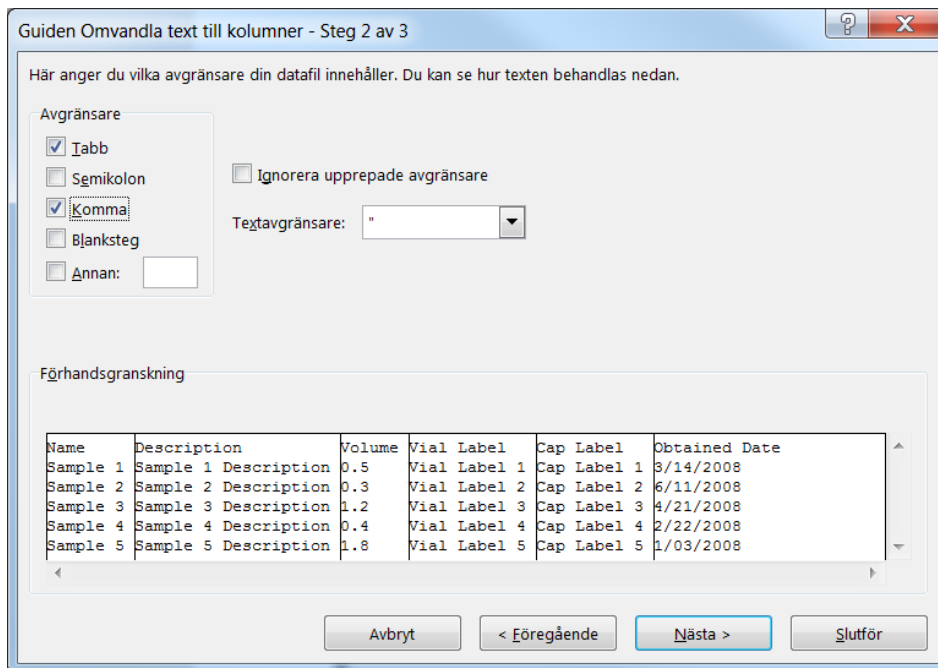 Guiden Omvandla text till kolumner - Steg 2 av 3
Här anger du vilka avgränsare din datafil innehåller. Du kan se hur texten behandlas nedan.
Avgränsare
Tabb
Semikolon
Komma
Blanksteg
Annan:
Ignorera upprepade avgränsare
Textavgränsare: "
Förhandsgranskning
Name Description Volume Vial Label Cap Label Obtained Date
Sample 1 Sample 1 Description 0.5 Vial Label 1 Cap Label 1 3/14/2008
Sample 2 Sample 2 Description 0.3 Vial Label 2 Cap Label 2 6/11/2008
Sample 3 Sample 3 Description 1.2 Vial Label 3 Cap Label 3 4/21/2008
Sample 4 Sample 4 Description 0.4 Vial Label 4 Cap Label 4 2/22/2008
Sample 5 Sample 5 Description 1.8 Vial Label 5 Cap Label 5 1/03/2008
Avbryt < Föregående Nästa > Slutför